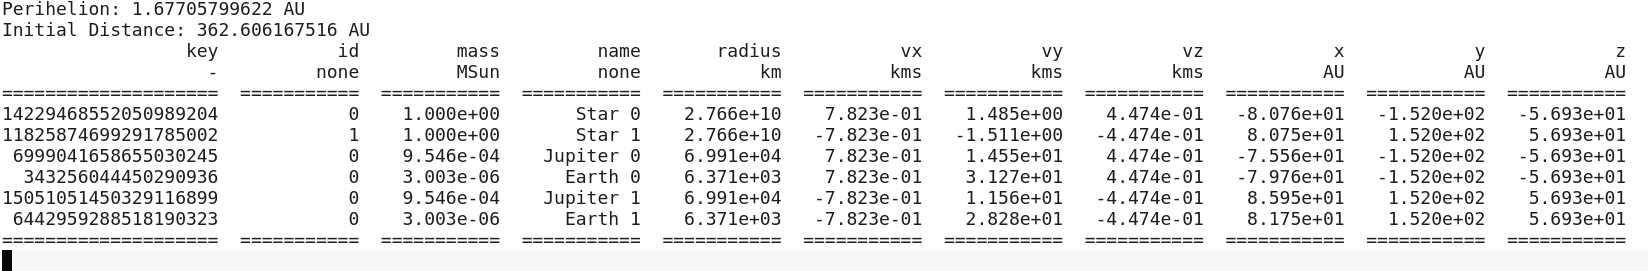 Perihelion: 1.67705799622 AU
Initial Distance: 362.606167516 AU
key id mass name radius vx vy vz x y z
- none MSun none km kms kms kms AU AU AU
==================== =========== =========== =========== =========== =========== =========== =========== =========== =========== ===========
14229468552050989204 0 1.000e+00 Star 0 2.766e+10 7.823e-01 1.485e+00 4.474e-01 -8.076e+01 -1.520e+02 -5.693e+01
11825874699291785002 1 1.000e+00 Star 1 2.766e+10 -7.823e-01 -1.511e+00 -4.474e-01 8.075e+01 1.520e+02 5.693e+01
6999041658655030245 0 9.546e-04 Jupiter 0 6.991e+04 7.823e-01 1.455e+01 4.474e-01 -7.556e+01 -1.520e+02 -5.693e+01
343256044450290936 0 3.003e-06 Earth 0 6.371e+03 7.823e-01 3.127e+01 4.474e-01 -7.976e+01 -1.520e+02 -5.693e+01
15051051450329116899 0 9.546e-04 Jupiter 1 6.991e+04 -7.823e-01 1.156e+01 -4.474e-01 8.595e+01 1.520e+02 5.693e+01
6442959288518190323 0 3.003e-06 Earth 1 6.371e+03 -7.823e-01 2.828e+01 -4.474e-01 8.175e+01 1.520e+02 5.693e+01
==================== =========== =========== =========== =========== =========== =========== =========== =========== =========== ===========